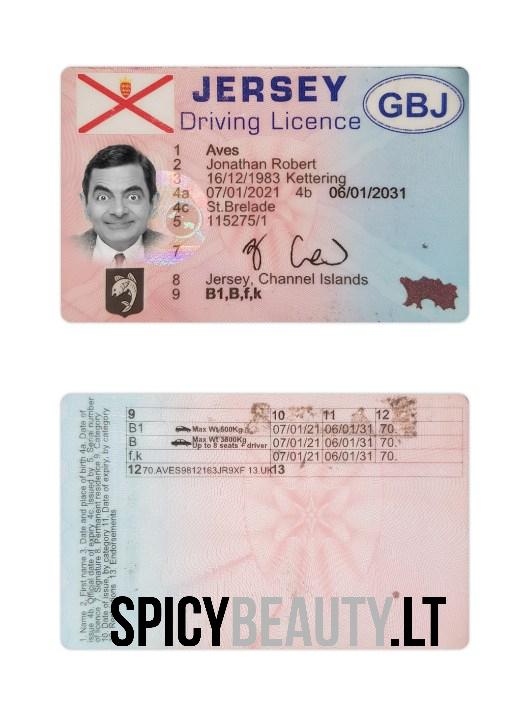 JERSEY
GBJ
Driving Licence
1 Aves
2 Jonathan Robert
3 16/12/1983 Kettering
4a 07/01/2021 4b 06/01/2031
4c St.Brelade
5 115275/1
7
8 Jersey, Channel Islands
9 B1,B,f,k
9 10 11 12
B1 Max Wt 500Kg 07/01/21 06/01/31 70.
B Max Wt 3500Kg Up to 8 seats + driver 07/01/21 06/01/31 70.
f,k 07/01/21 06/01/31 70.
12 70.AVES9812163JR9XF 13.UK 13
1. Name 2. First name 3. Date and place of birth 4a. Date of
issue 4b. Official date of expiry 4c. Issued by 5. Serial number
of licence 7. Signature 8. Permanent residence 9. Category
10. Date of issue, by category 11. Date of expiry, by category
13. Endorsements
SPICYBEAUTY.LT